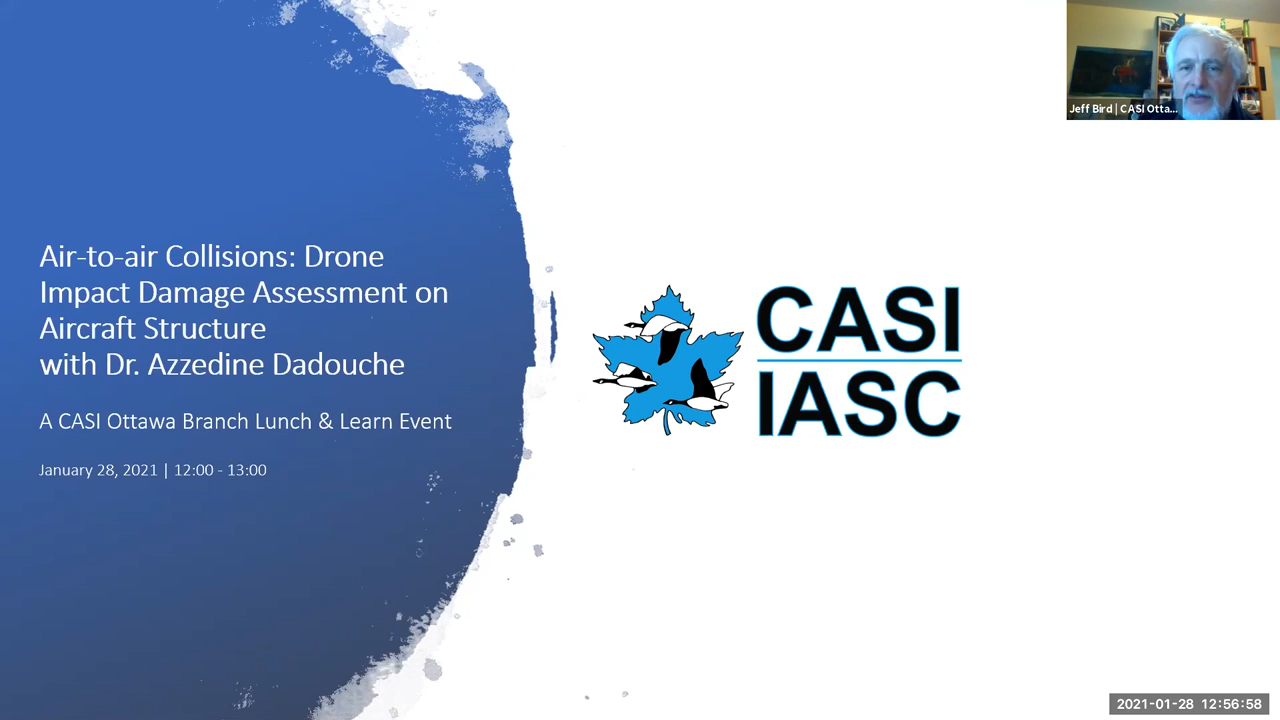 Jeff Bird | CASI Otta...
Air-to-air Collisions: Drone
Impact Damage Assessment on
Aircraft Structure
with Dr. Azzedine Dadouche
A CASI Ottawa Branch Lunch & Learn Event
January 28, 2021 | 12:00 - 13:00
CASI
IASC
2021-01-28 12:56:58